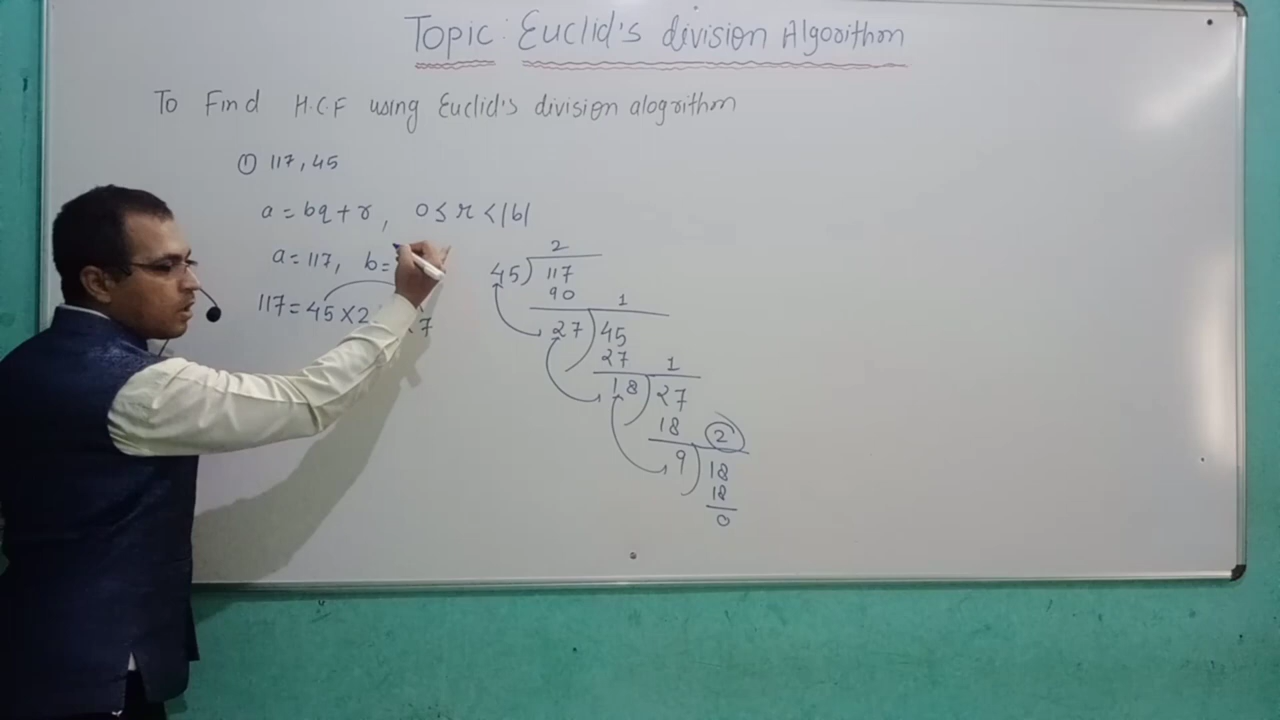 Topic: Euclid's division Algorithm
To Find H.C.F using Euclid's division alogrithm
① 117, 45
a = bq + r, 0 ≤ r < |b|
a = 117, b =
117 = 45 × 2 7
2
45) 117
90
1
27) 45
27
1
18) 27
18
2
9) 18
18
0